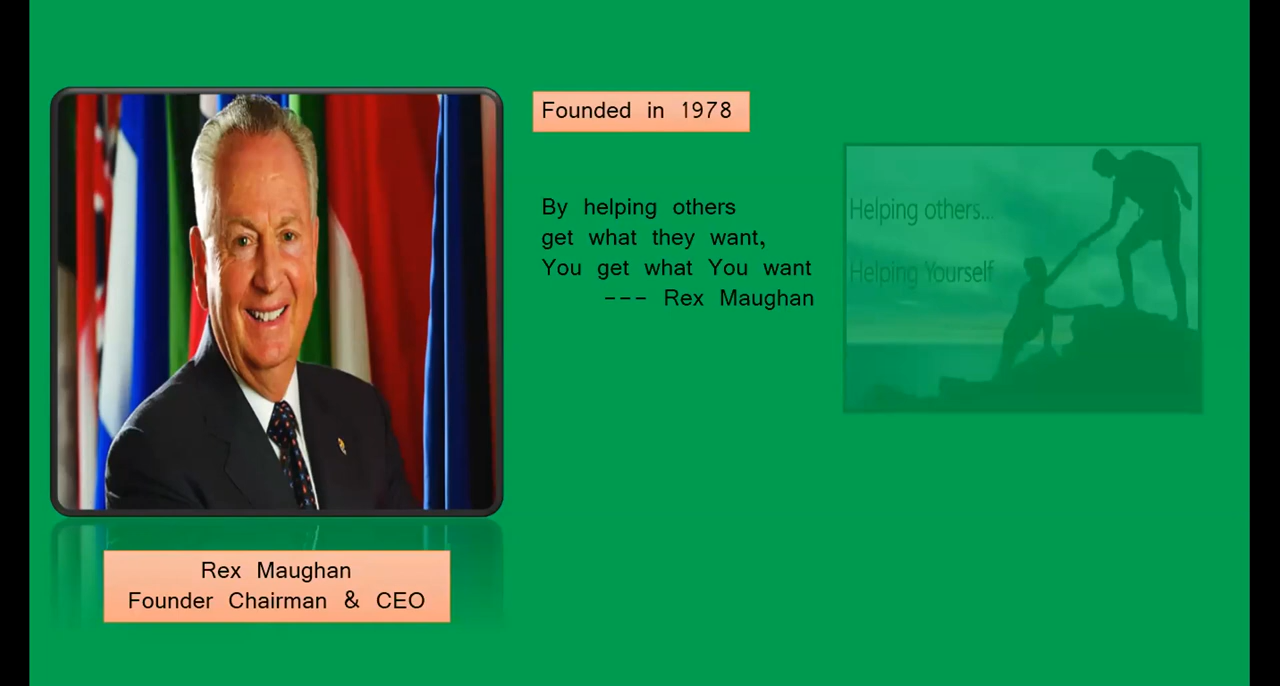 Founded in 1978
By helping others
get what they want,
You get what You want
--- Rex Maughan
Helping others...
Helping Yourself
Rex Maughan
Founder Chairman & CEO